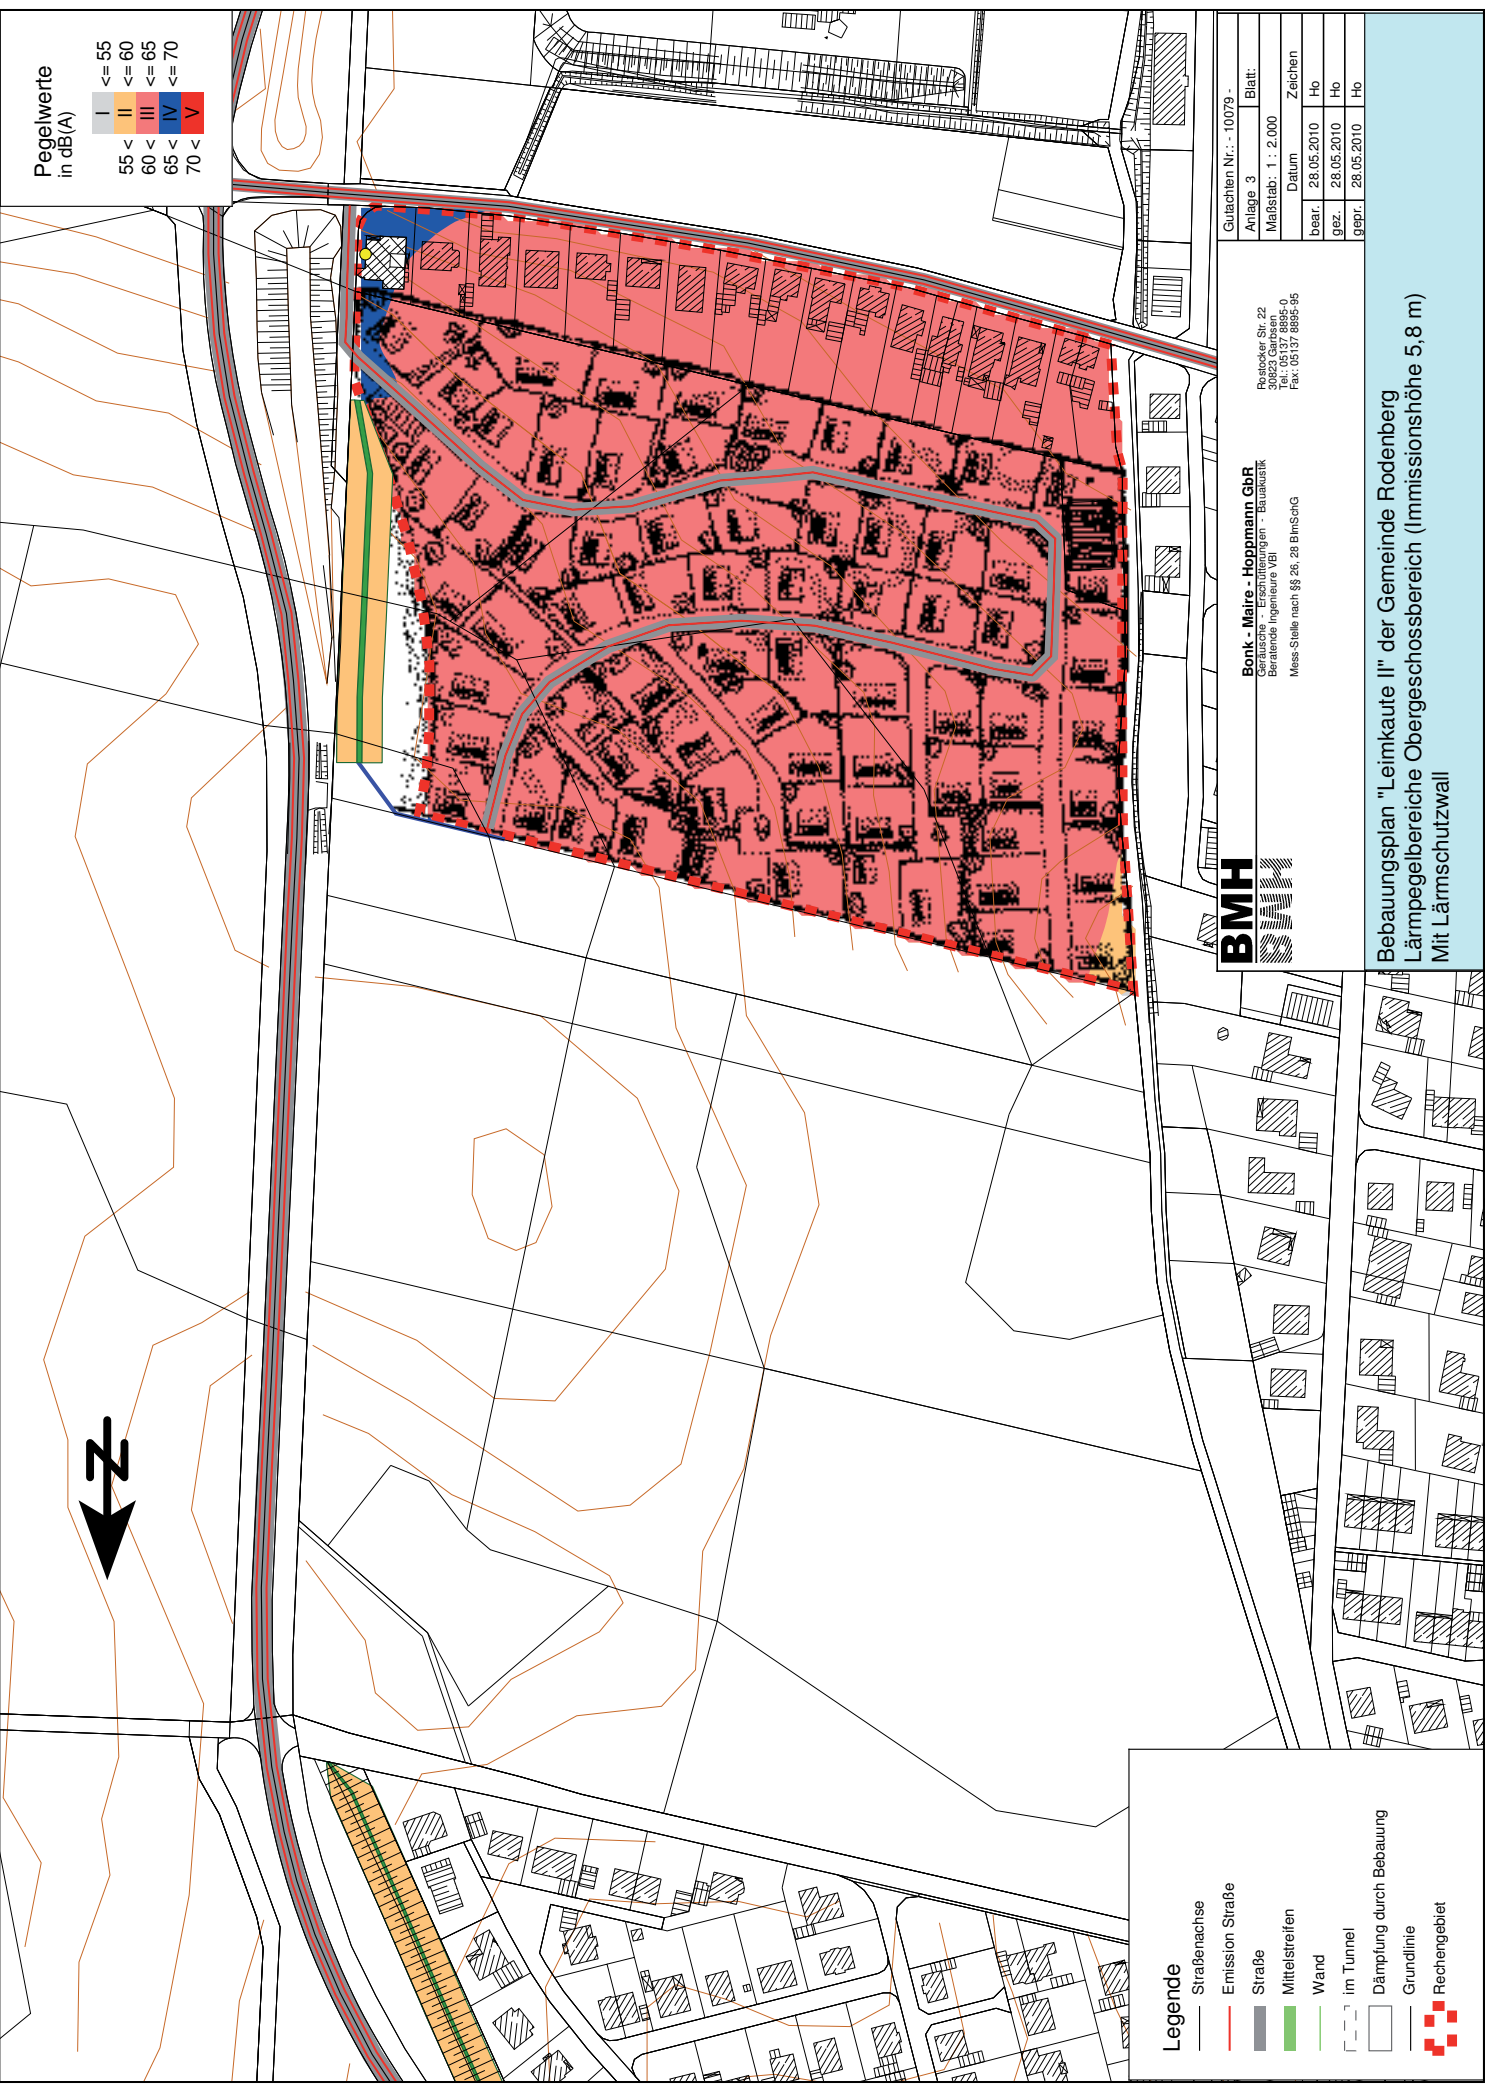 Pegelwerte
in dB(A)
I <= 55
55 < II <= 60
60 < III <= 65
65 < IV <= 70
70 < V
N
Legende
Straßenachse
Emission Straße
Straße
Mittelstreifen
Wand
im Tunnel
Dämpfung durch Bebauung
Grundlinie
Rechengebiet
BMH
BMH
Bonk - Maire - Hoppmann GbR
Geräusche - Erschütterungen - Bauakustik
Beratende Ingenieure VBI
Mess-Stelle nach §§ 26, 28 BImSchG
Rostocker Str. 22
30823 Garbsen
Tel.: 05137 8895-0
Fax: 05137 8895-95
Gutachten Nr.: - 10079 -
Anlage 3 Blatt:
Maßstab: 1 : 2.000
Datum Zeichen
bear. 28.05.2010 Ho
gez. 28.05.2010 Ho
gepr. 28.05.2010 Ho
Bebauungsplan "Leimkaute II" der Gemeinde Rodenberg
Lärmpegelbereiche Obergeschossbereich (Immissionshöhe 5,8 m)
Mit Lärmschutzwall